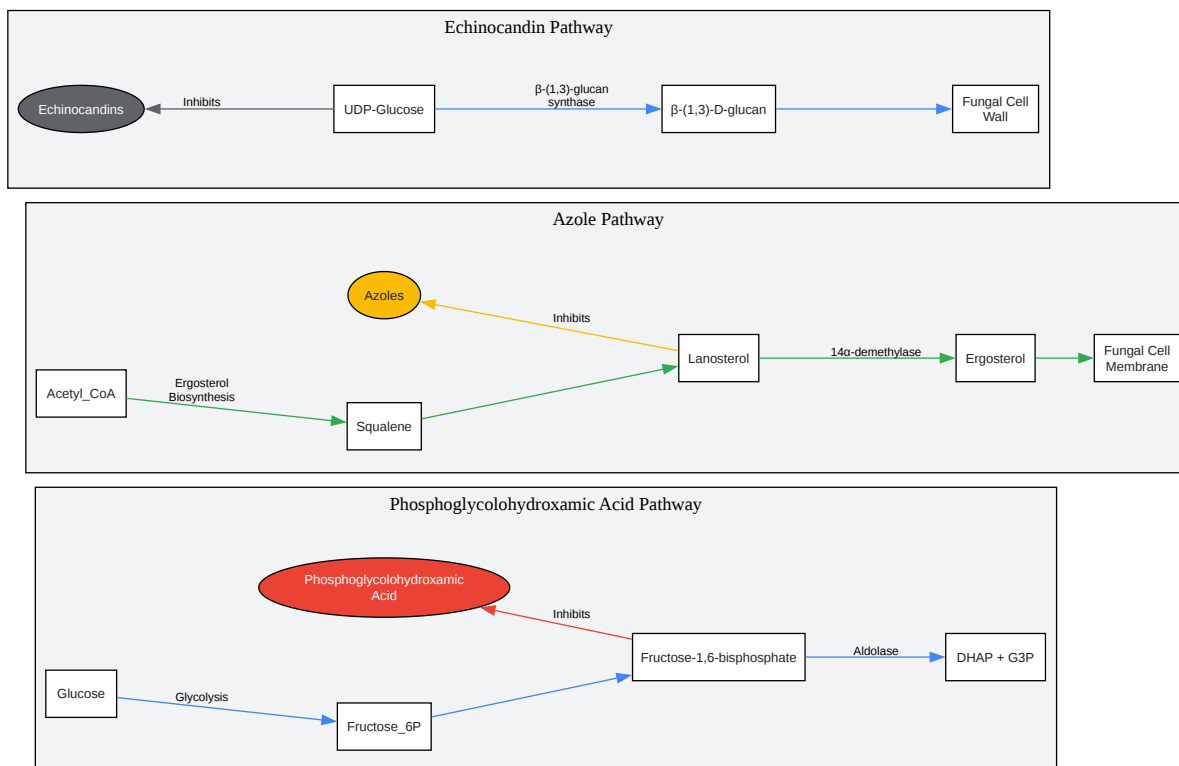 Echinocandin Pathway
Echinocandins
Inhibits
UDP-Glucose
β-(1,3)-glucan
synthase
β-(1,3)-D-glucan
Fungal Cell
Wall
Azole Pathway
Azoles
Inhibits
Lanosterol
14α-demethylase
Ergosterol
Fungal Cell
Membrane
Acetyl_CoA
Ergosterol
Biosynthesis
Squalene
Phosphoglycolohydroxamic Acid Pathway
Phosphoglycolohydroxamic
Acid
Inhibits
Fructose-1,6-bisphosphate
Aldolase
DHAP + G3P
Glucose
Glycolysis
Fructose_6P